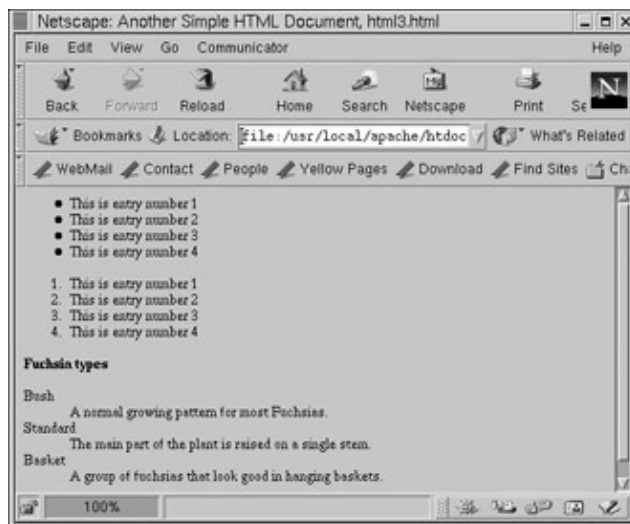 Netscape: Another Simple HTML Document, html3.html
File Edit View Go Communicator Help
Back Forward Reload Home Search Netscape Print Se N
Bookmarks Location: file:/usr/local/apache/htdoc What's Related
WebMail Contact People Yellow Pages Download Find Sites Ch
• This is entry number 1
• This is entry number 2
• This is entry number 3
• This is entry number 4
1. This is entry number 1
2. This is entry number 2
3. This is entry number 3
4. This is entry number 4
Fuchsia types
Bush
A normal growing pattern for most Fuchsias.
Standard
The main part of the plant is raised on a single stem.
Basket
A group of fuchsias that look good in hanging baskets.
100%